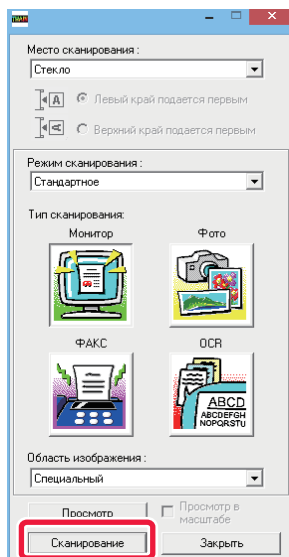 Место сканирования :
Стекло
A Левый край подается первым
A Верхний край подается первым
Режим сканирования :
Стандартное
Тип сканирования:
Монитор Фото
ФАКС OCR
ABCD
ABCDEFGH
NOPQRSTU
Область изображения :
Специальный
Просмотр Просмотр в
масштабе
Сканирование Закрыть